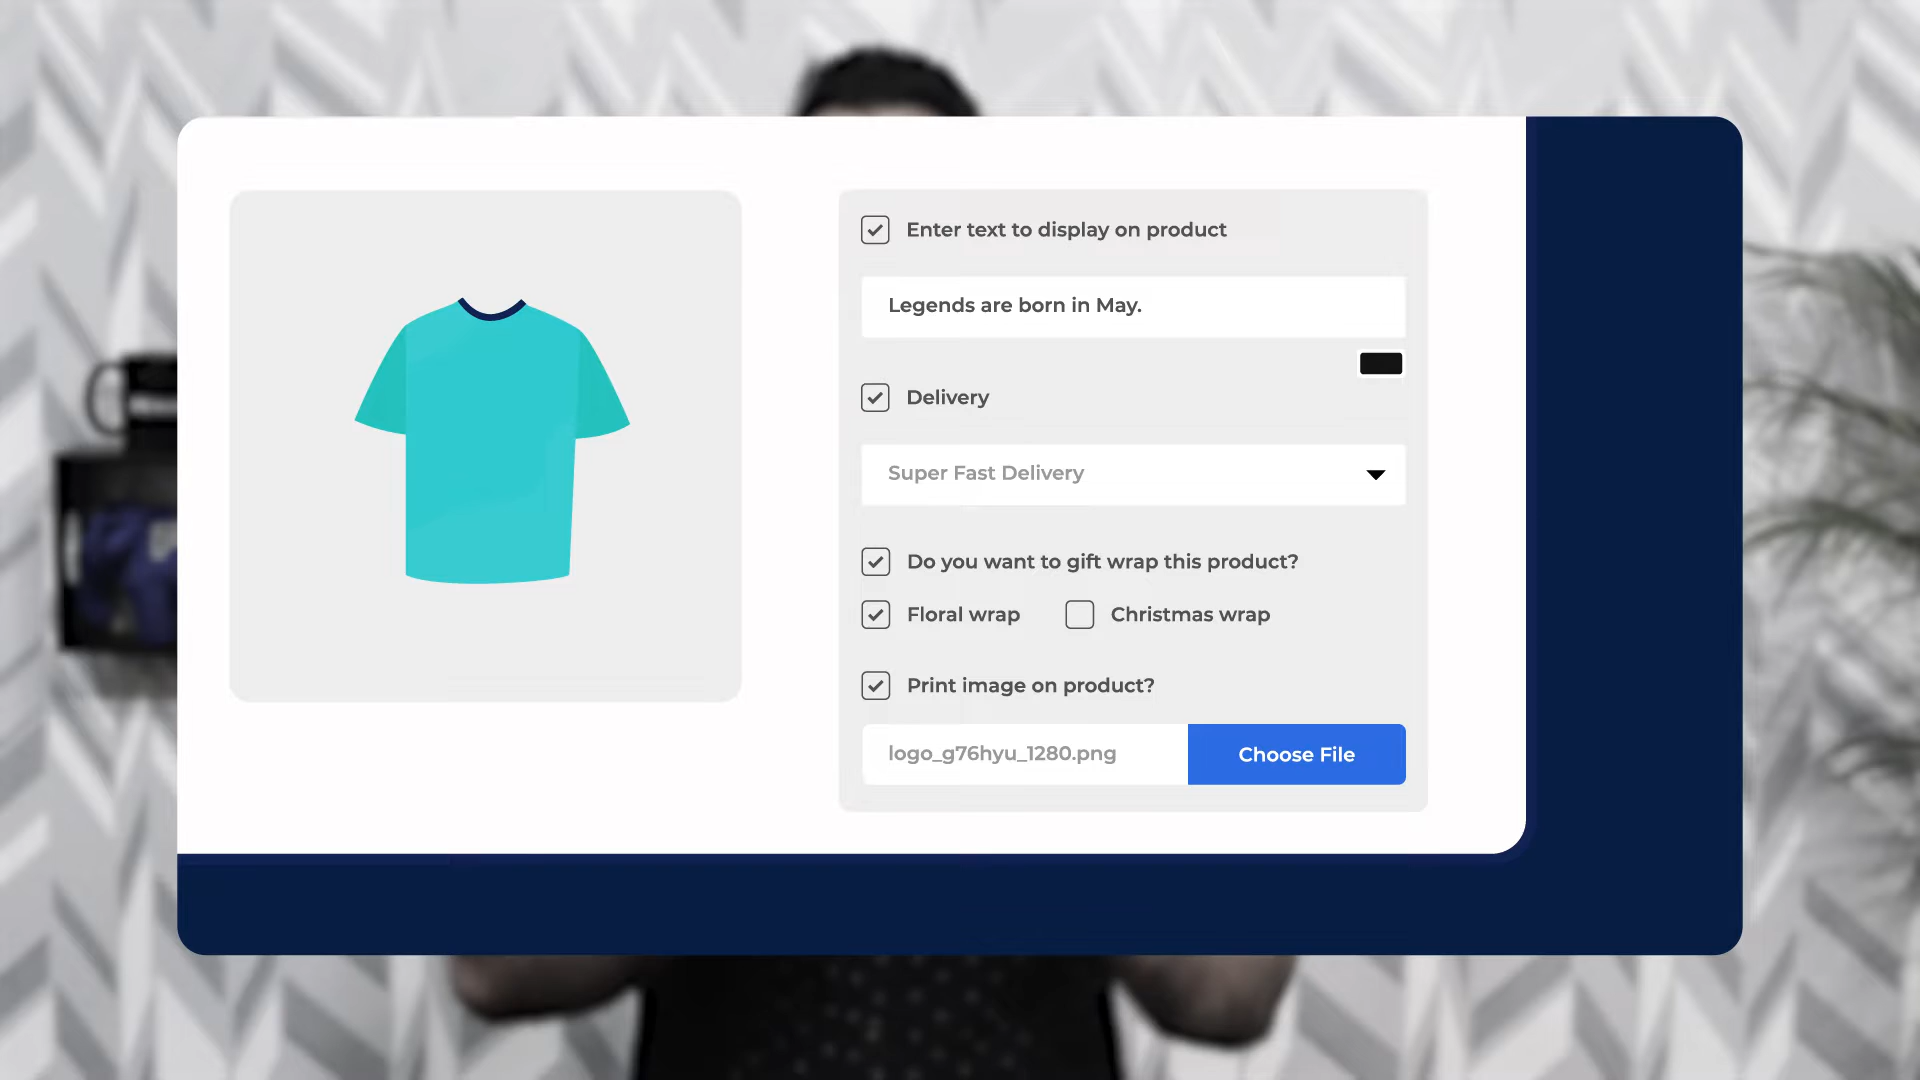 Enter text to display on product
Legends are born in May.
Delivery
Super Fast Delivery
Do you want to gift wrap this product?
Floral wrap Christmas wrap
Print image on product?
logo_g76hyu_1280.png Choose File